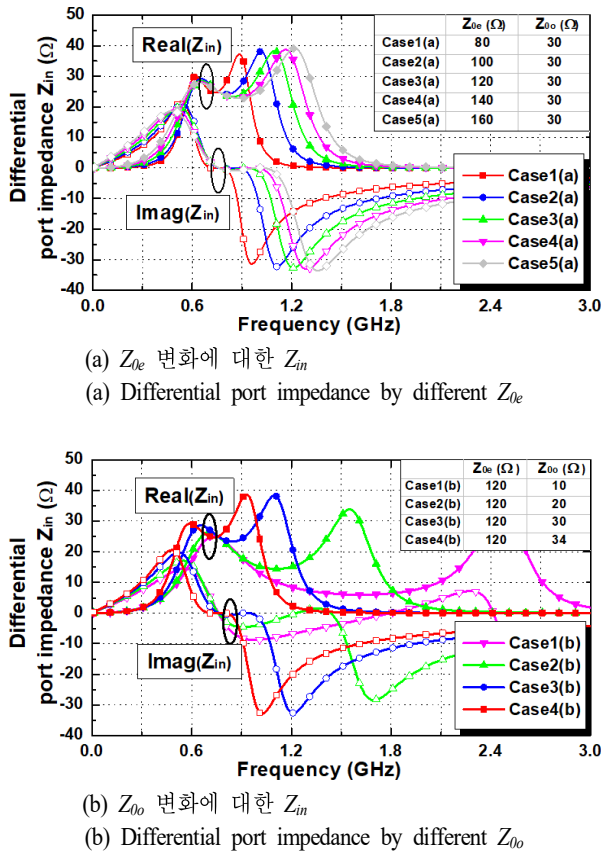 Z0e (Ω) Z0o (Ω)
Case1(a) 80 30
Case2(a) 100 30
Case3(a) 120 30
Case4(a) 140 30
Case5(a) 160 30
Differential
port impedance Zin (Ω)
50
40
30
20
10
0
-10
-20
-30
-40
Real(Zin)
Imag(Zin)
Case1(a)
Case2(a)
Case3(a)
Case4(a)
Case5(a)
0.0 0.6 1.2 1.8 2.4 3.0
Frequency (GHz)
(a) Z0e 변화에 대한 Zin
(a) Differential port impedance by different Z0e
Z0e (Ω) Z0o (Ω)
Case1(b) 120 10
Case2(b) 120 20
Case3(b) 120 30
Case4(b) 120 34
Differential
port impedance Zin (Ω)
50
40
30
20
10
0
-10
-20
-30
-40
Real(Zin)
Imag(Zin)
Case1(b)
Case2(b)
Case3(b)
Case4(b)
0.0 0.6 1.2 1.8 2.4 3.0
Frequency (GHz)
(b) Z0o 변화에 대한 Zin
(b) Differential port impedance by different Z0o